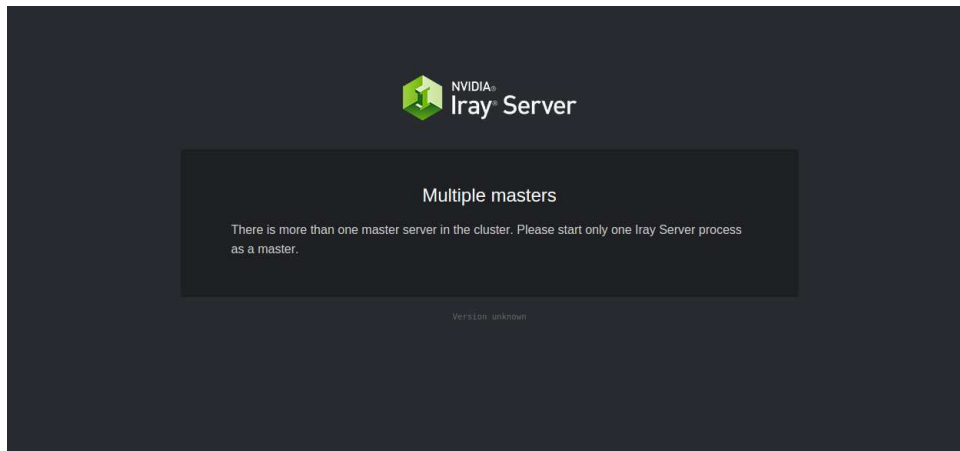 NVIDIA®
Iray® Server
Multiple masters
There is more than one master server in the cluster. Please start only one Iray Server process
as a master.
Version unknown